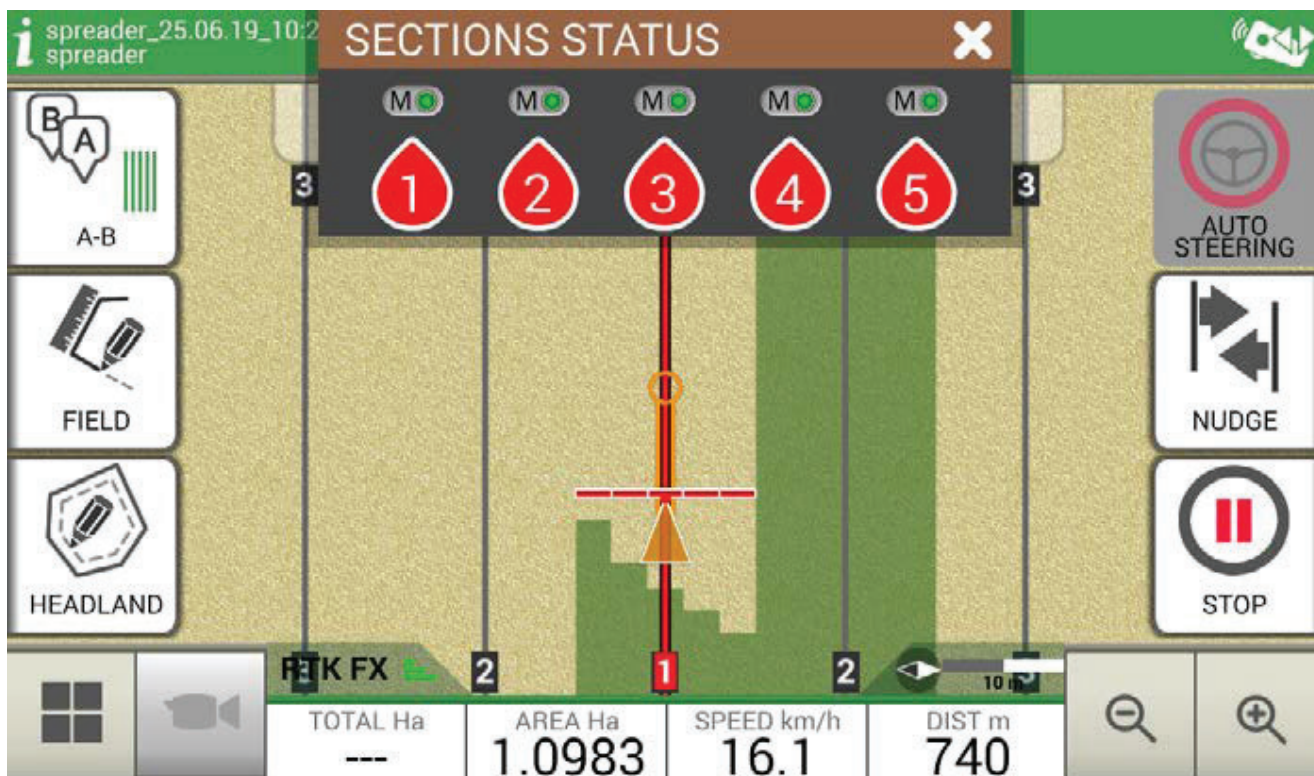 spreader_25.06.19_10:2
spreader
SECTIONS STATUS
M M M M M
1 2 3 4 5
B
A
A-B
3
3
AUTO
STEERING
FIELD
NUDGE
HEADLAND
STOP
RTK FX
3
2
1
2
3
10 m
TOTAL Ha
---
AREA Ha
1.0983
SPEED km/h
16.1
DIST m
740